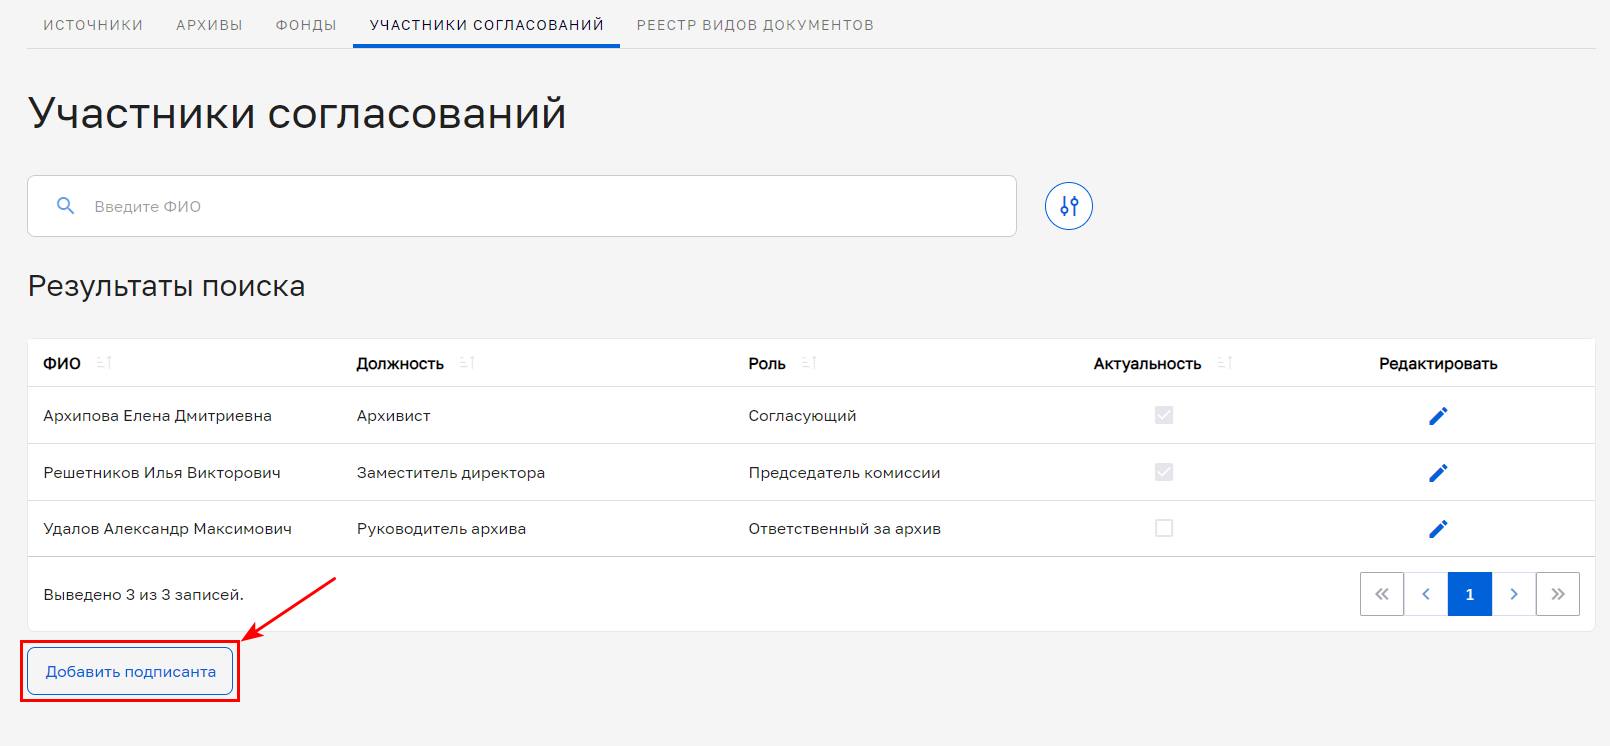 ИСТОЧНИКИ АРХИВЫ ФОНДЫ УЧАСТНИКИ СОГЛАСОВАНИЙ РЕЕСТР ВИДОВ ДОКУМЕНТОВ
Участники согласований
Введите ФИО
Результаты поиска
ФИО Должность Роль Актуальность Редактировать
Архипова Елена Дмитриевна Архивист Согласующий
Решетников Илья Викторович Заместитель директора Председатель комиссии
Удалов Александр Максимович Руководитель архива Ответственный за архив
Выведено 3 из 3 записей. « ‹ 1 › »
Добавить подписанта